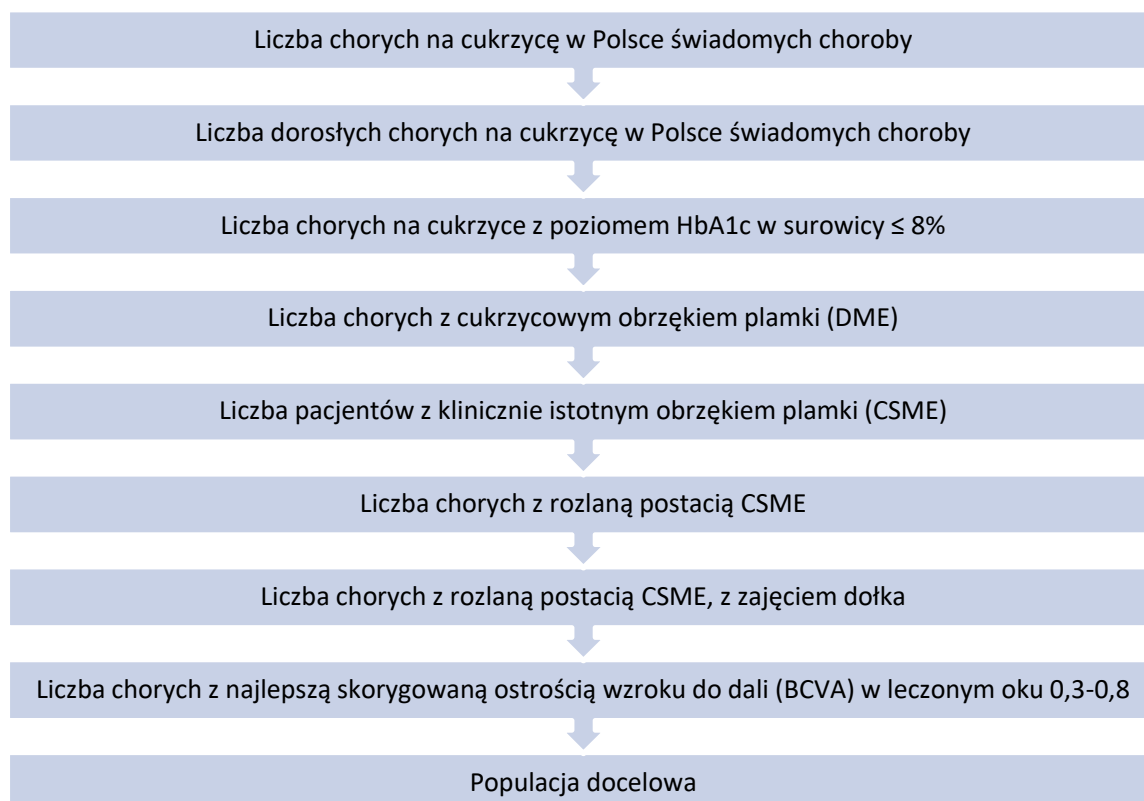 Liczba chorych na cukrzycę w Polsce świadomych choroby
Liczba dorosłych chorych na cukrzycę w Polsce świadomych choroby
Liczba chorych na cukrzyce z poziomem HbA1c w surowicy ≤ 8%
Liczba chorych z cukrzycowym obrzękiem plamki (DME)
Liczba pacjentów z klinicznie istotnym obrzękiem plamki (CSME)
Liczba chorych z rozlaną postacią CSME
Liczba chorych z rozlaną postacią CSME, z zajęciem dołka
Liczba chorych z najlepszą skorygowaną ostrością wzroku do dali (BCVA) w leczonym oku 0,3-0,8
Populacja docelowa